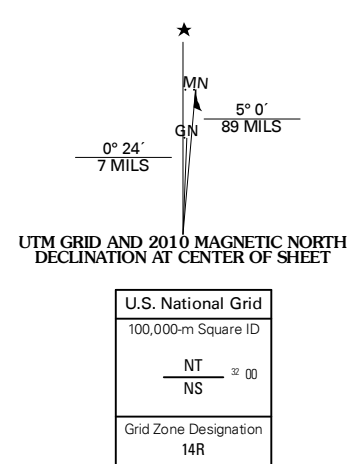 MN
GN
5° 0´
89 MILS
0° 24´
7 MILS
UTM GRID AND 2010 MAGNETIC NORTH
DECLINATION AT CENTER OF SHEET
U.S. National Grid
100,000-m Square ID
NT
32 00
NS
Grid Zone Designation
14R